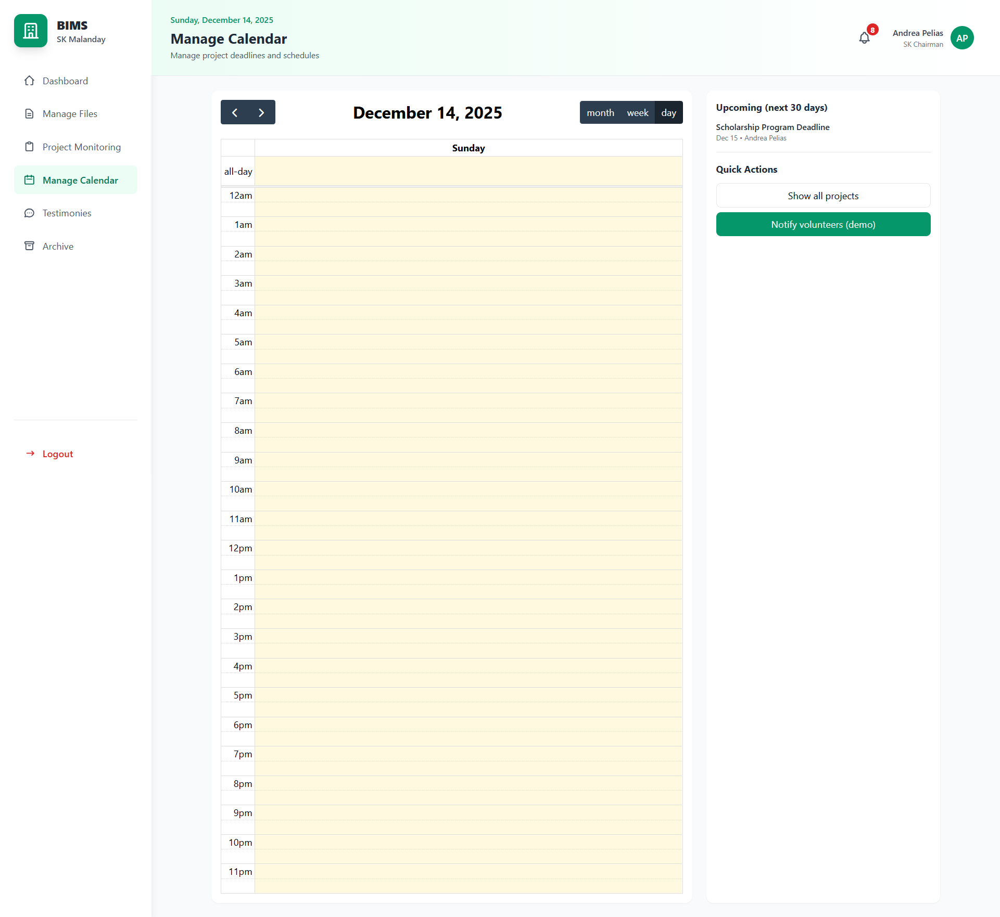 BIMS
SK Malanday
Dashboard
Manage Files
Project Monitoring
Manage Calendar
Testimonies
Archive
Logout
Sunday, December 14, 2025
Manage Calendar
Manage project deadlines and schedules
8
Andrea Pelias
SK Chairman
AP
December 14, 2025
month week day
Sunday
all-day
12am
1am
2am
3am
4am
5am
6am
7am
8am
9am
10am
11am
12pm
1pm
2pm
3pm
4pm
5pm
6pm
7pm
8pm
9pm
10pm
11pm
Upcoming (next 30 days)
Scholarship Program Deadline
Dec 15 • Andrea Pelias
Quick Actions
Show all projects
Notify volunteers (demo)